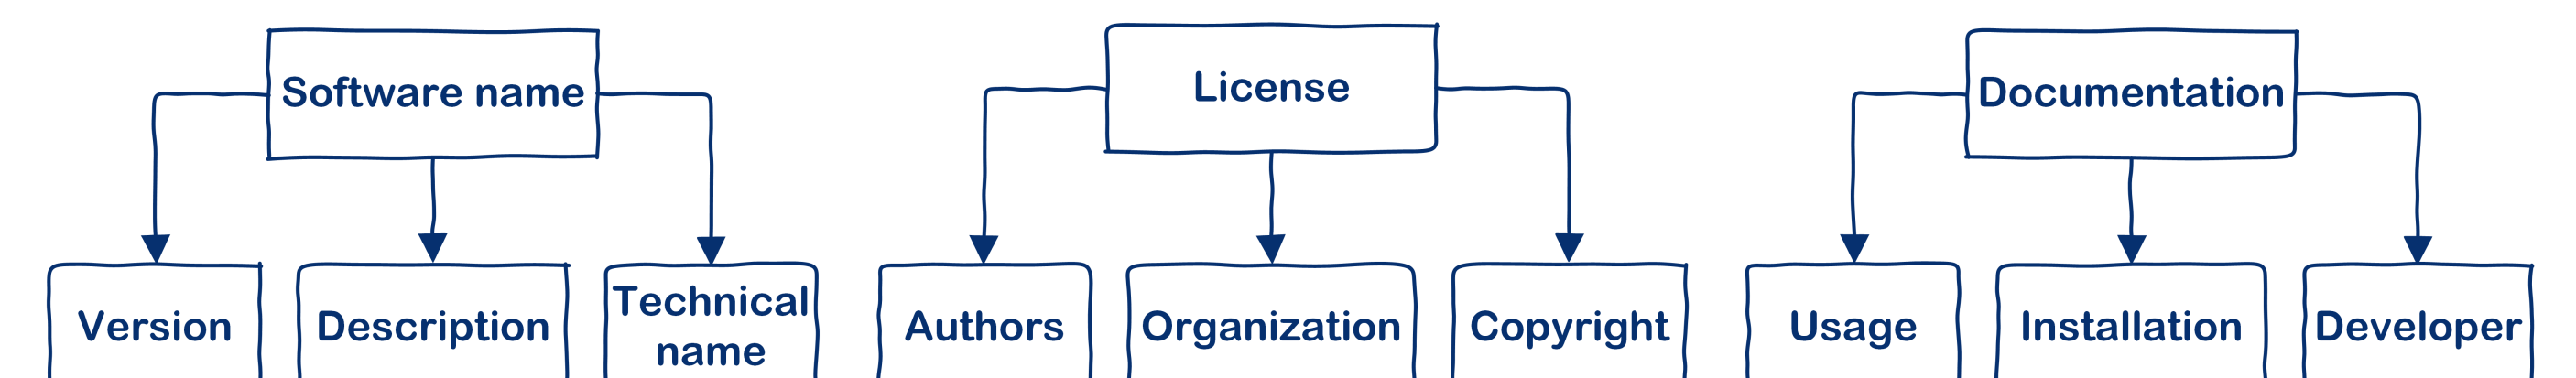 Software name
License
Documentation
Version
Description
Technical
name
Authors
Organization
Copyright
Usage
Installation
Developer